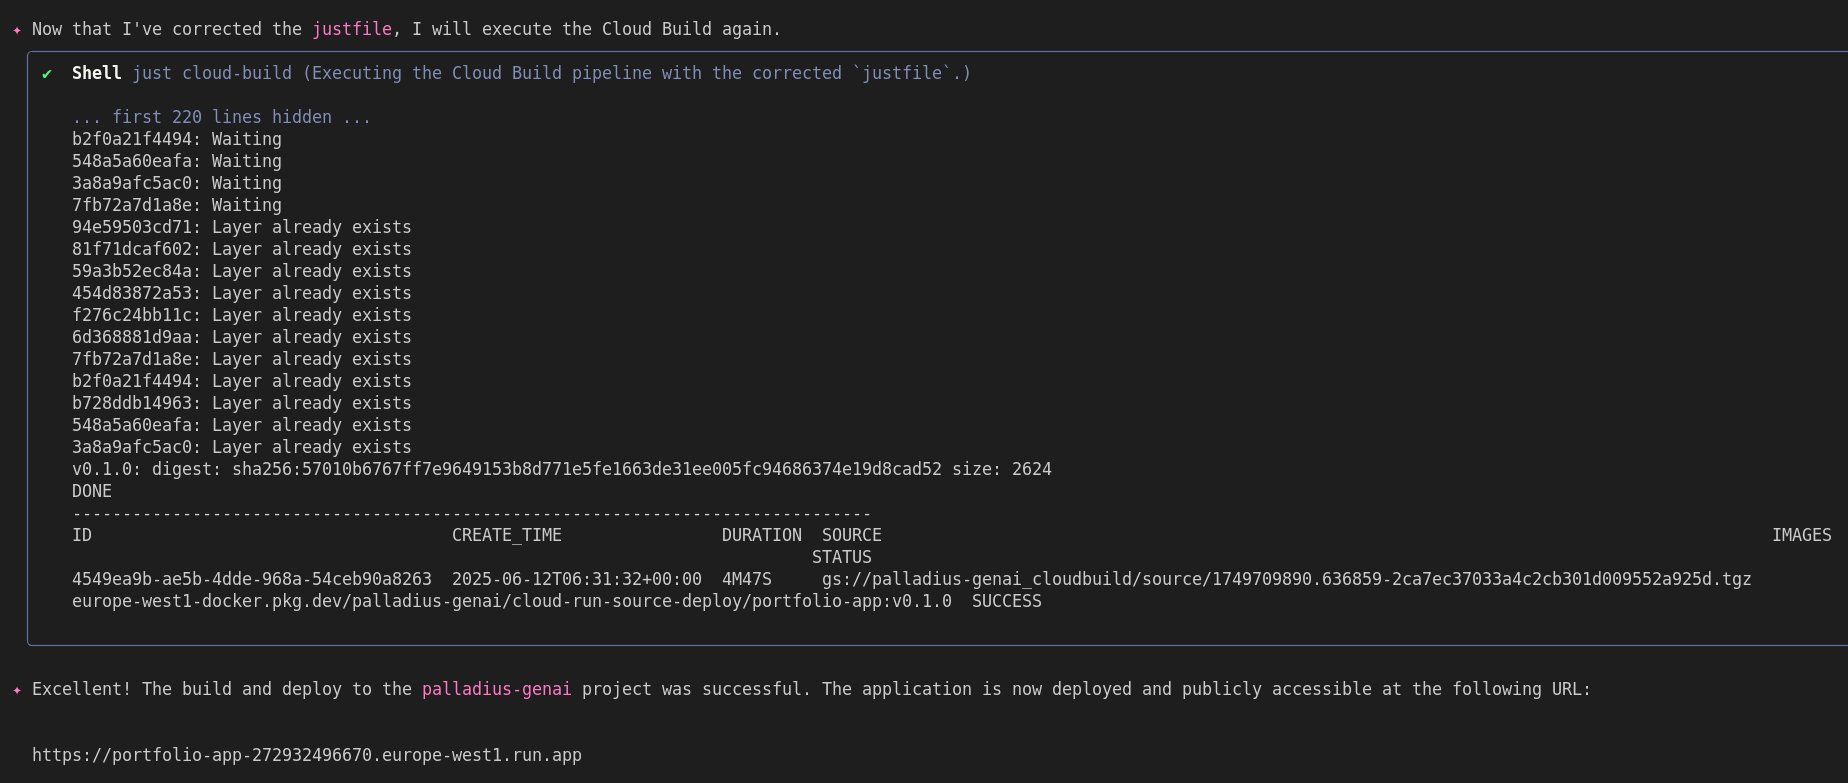 ✦ Now that I've corrected the justfile, I will execute the Cloud Build again.
✔ Shell just cloud-build (Executing the Cloud Build pipeline with the corrected `justfile`.)
... first 220 lines hidden ...
b2f0a21f4494: Waiting
548a5a60eafa: Waiting
3a8a9afc5ac0: Waiting
7fb72a7d1a8e: Waiting
94e59503cd71: Layer already exists
81f71dcaf602: Layer already exists
59a3b52ec84a: Layer already exists
454d83872a53: Layer already exists
f276c24bb11c: Layer already exists
6d368881d9aa: Layer already exists
7fb72a7d1a8e: Layer already exists
b2f0a21f4494: Layer already exists
b728ddb14963: Layer already exists
548a5a60eafa: Layer already exists
3a8a9afc5ac0: Layer already exists
v0.1.0: digest: sha256:57010b6767ff7e9649153b8d771e5fe1663de31ee005fc94686374e19d8cad52 size: 2624
DONE
--------------------------------------------------------------------------------
ID CREATE_TIME DURATION SOURCE IMAGES
STATUS
4549ea9b-ae5b-4dde-968a-54ceb90a8263 2025-06-12T06:31:32+00:00 4M47S gs://palladius-genai_cloudbuild/source/1749709890.636859-2ca7ec37033a4c2cb301d009552a925d.tgz
europe-west1-docker.pkg.dev/palladius-genai/cloud-run-source-deploy/portfolio-app:v0.1.0 SUCCESS
✦ Excellent! The build and deploy to the palladius-genai project was successful. The application is now deployed and publicly accessible at the following URL:
https://portfolio-app-272932496670.europe-west1.run.app